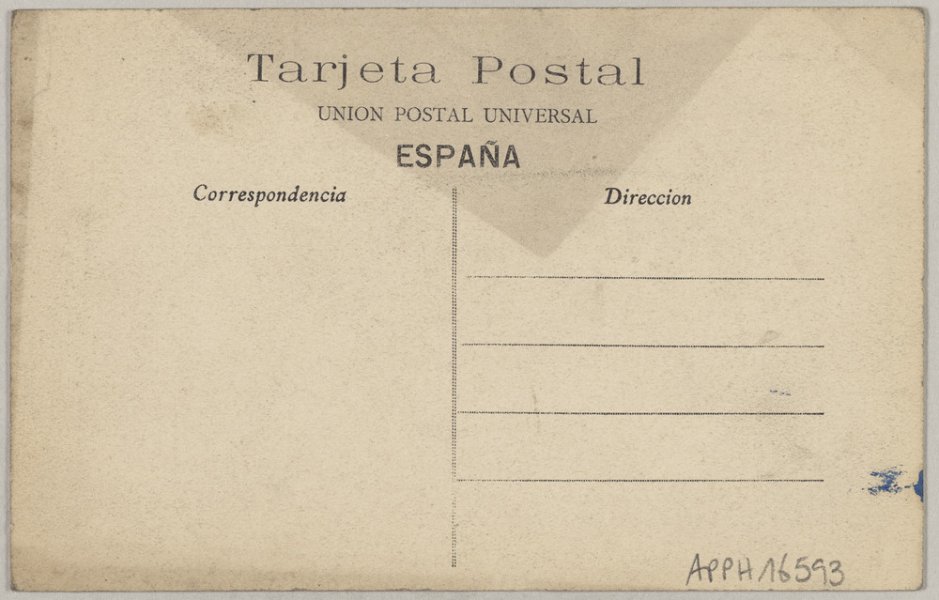 Tarjeta Postal
UNION POSTAL UNIVERSAL
ESPAÑA
Correspondencia
Direccion
APPH16593